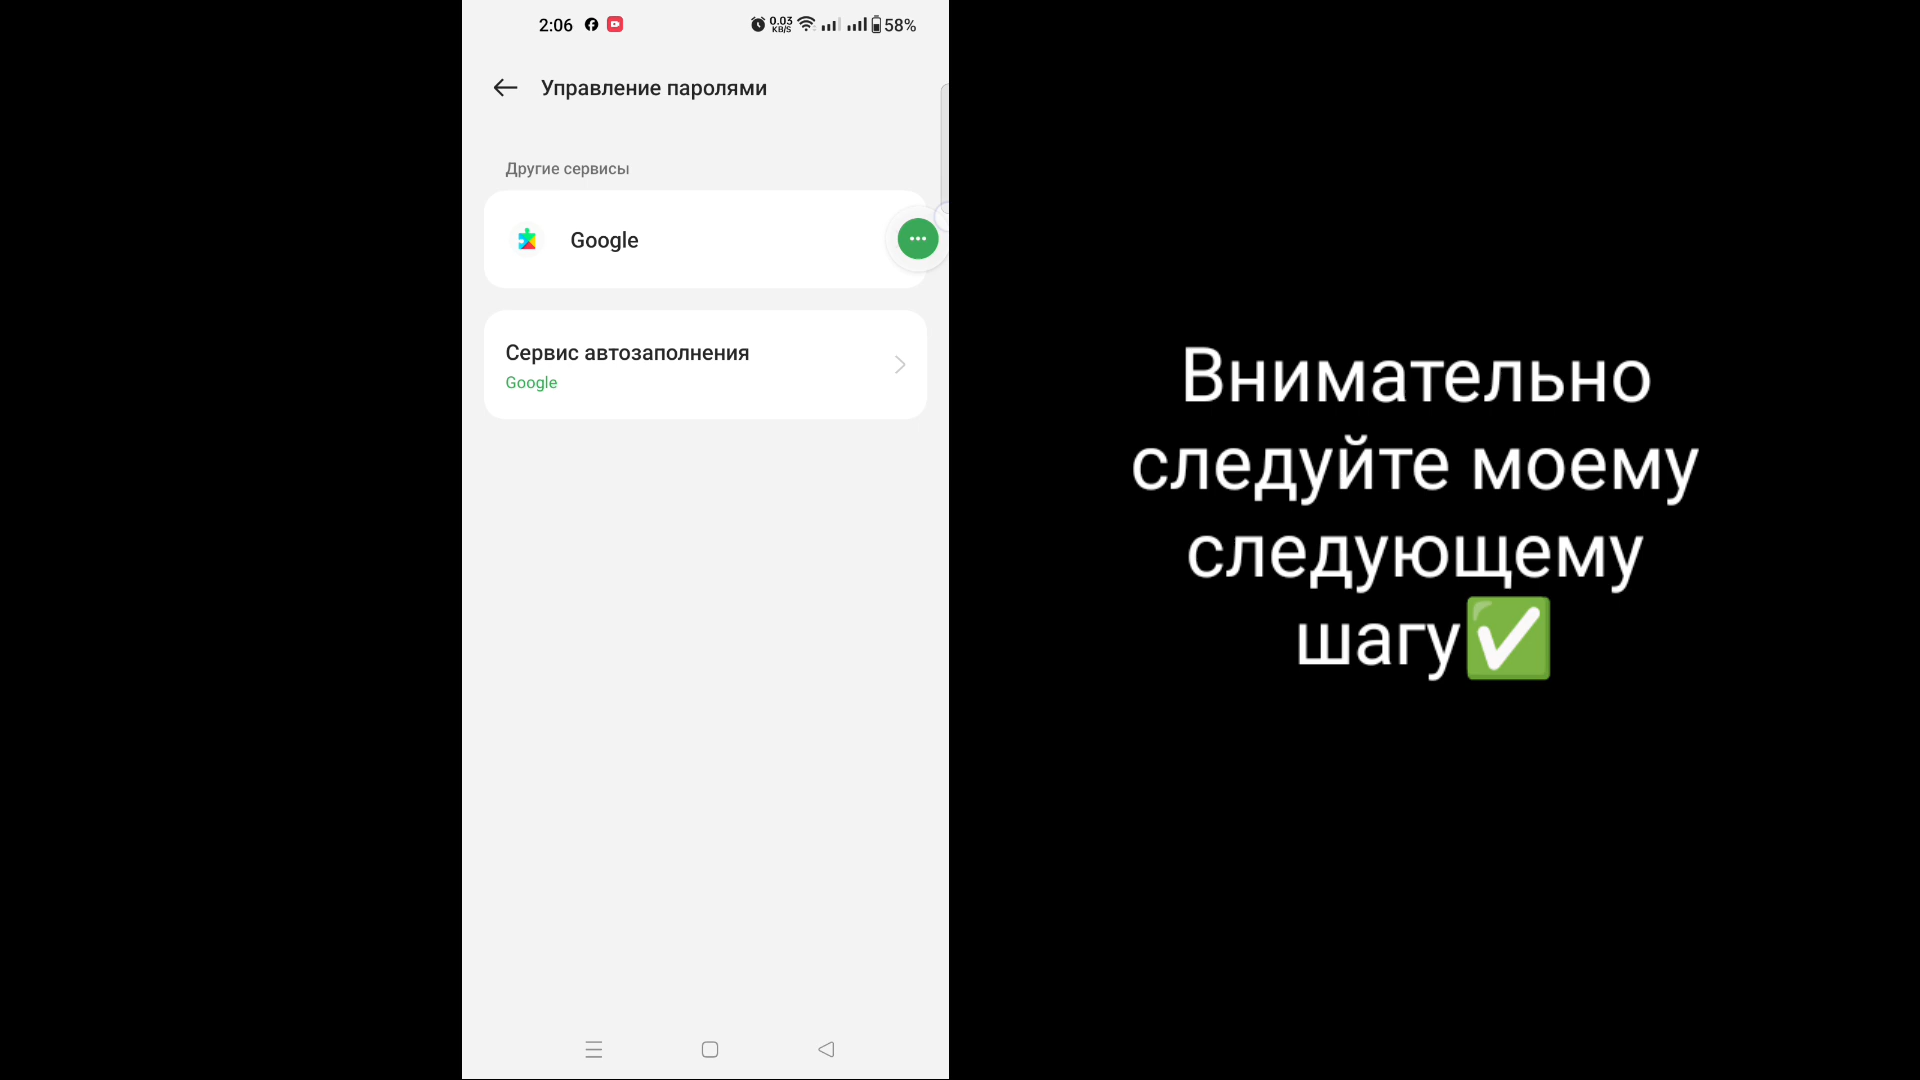 2:06
0.03
KB/S
58%
Управление паролями
Другие сервисы
Google
Сервис автозаполнения
Google
Внимательно
следуйте моему
следующему
шагу✅